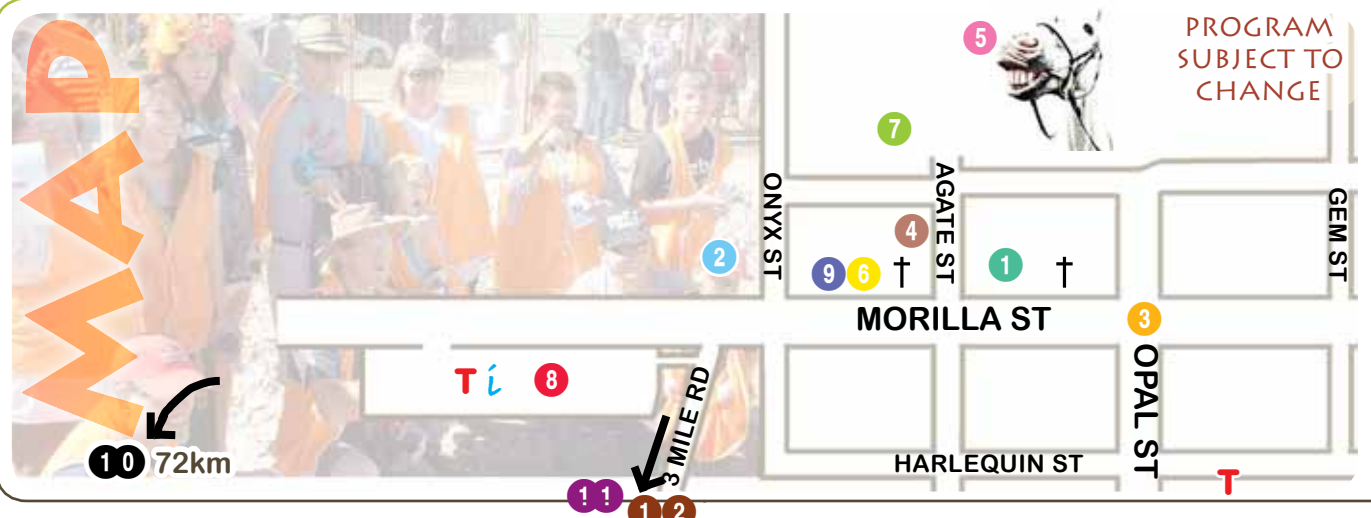 MAP
PROGRAM
SUBJECT TO
CHANGE
5
7
ONYX ST
AGATE ST
GEM ST
4
2
9 6 † 1 †
MORILLA ST
3
T i 8
3 MILE RD
OPAL ST
10 72km
HARLEQUIN ST
T
11
12